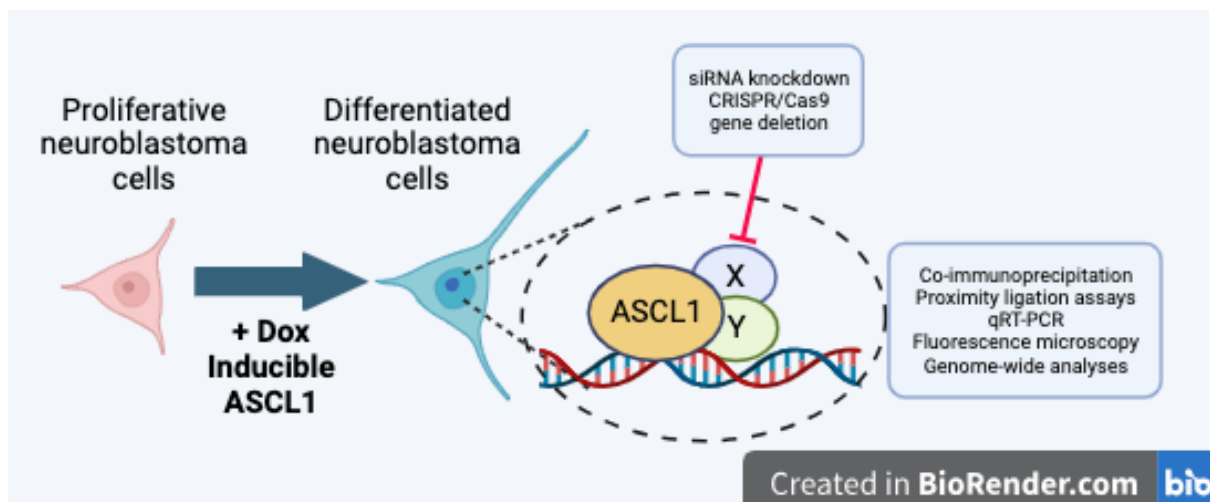 Proliferative
neuroblastoma
cells
Differentiated
neuroblastoma
cells
+ Dox
Inducible
ASCL1
siRNA knockdown
CRISPR/Cas9
gene deletion
ASCL1
X
Y
Co-immunoprecipitation
Proximity ligation assays
qRT-PCR
Fluorescence microscopy
Genome-wide analyses
Created in BioRender.com
bio